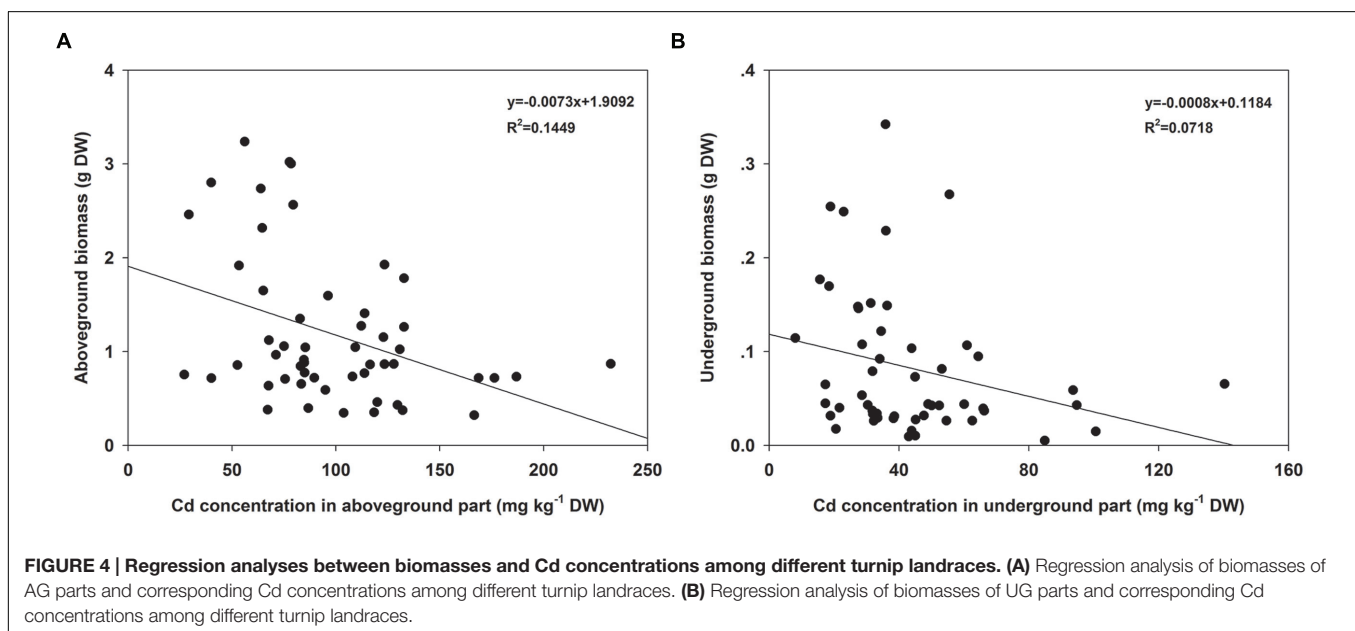 A
4
3
2
1
0
0
50
100
150
200
250
Aboveground biomass (g DW)
Cd concentration in aboveground part (mg kg⁻¹ DW)
y=-0.0073x+1.9092
R²=0.1449
B
.4
.3
.2
.1
0.0
0
40
80
120
160
Underground biomass (g DW)
Cd concentration in underground part (mg kg⁻¹ DW)
y=-0.0008x+0.1184
R²=0.0718
FIGURE 4 | Regression analyses between biomasses and Cd concentrations among different turnip landraces. (A) Regression analysis of biomasses of
AG parts and corresponding Cd concentrations among different turnip landraces. (B) Regression analysis of biomasses of UG parts and corresponding Cd
concentrations among different turnip landraces.